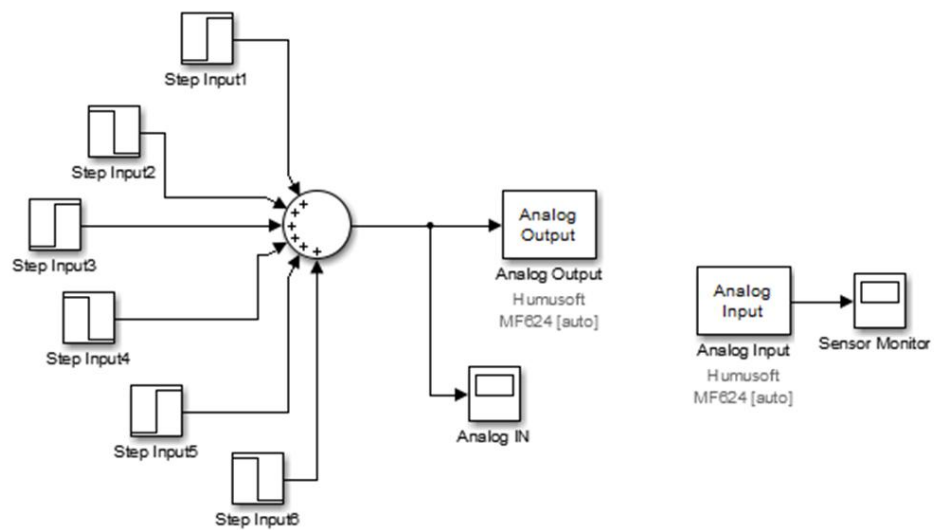 Step Input1
Step Input2
Step Input3
Step Input4
Step Input5
Step Input6
+
+
+
+
+
+
Analog
Output
Analog Output
Humusoft
MF624 [auto]
Analog IN
Analog
Input
Analog Input
Humusoft
MF624 [auto]
Sensor Monitor